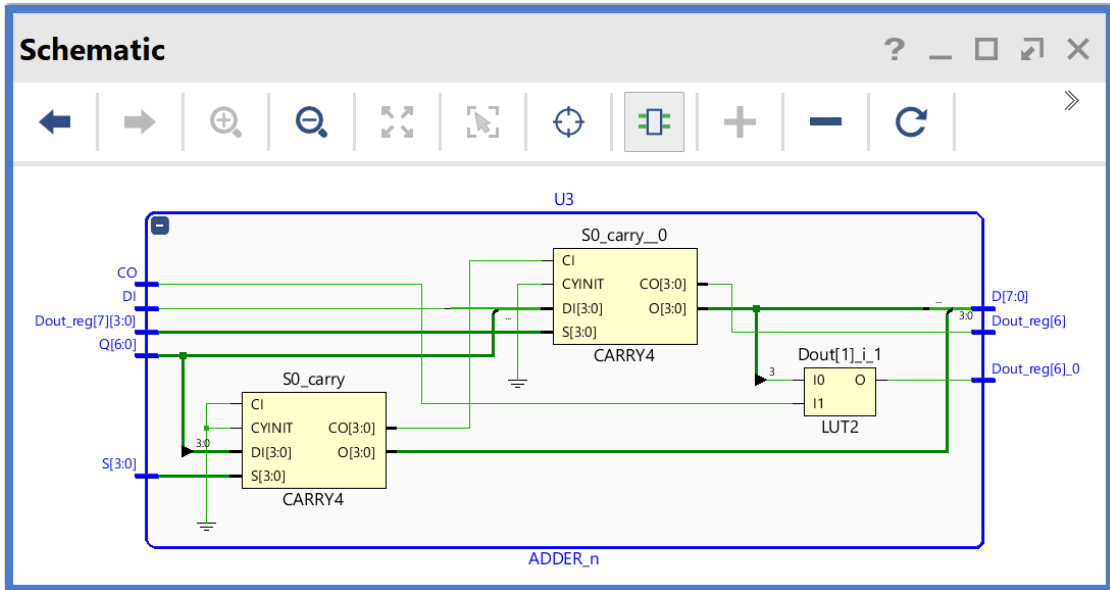 Schematic
U3
S0_carry__0
CI
CYINIT
DI[3:0]
S[3:0]
CO[3:0]
O[3:0]
CARRY4
CO
DI
Dout_reg[7][3:0]
Q[6:0]
S[3:0]
...
...
3:0
D[7:0]
Dout_reg[6]
Dout_reg[6]_0
Dout[1]_i_1
3
I0
I1
O
LUT2
S0_carry
3:0
CI
CYINIT
DI[3:0]
S[3:0]
CO[3:0]
O[3:0]
CARRY4
ADDER_n